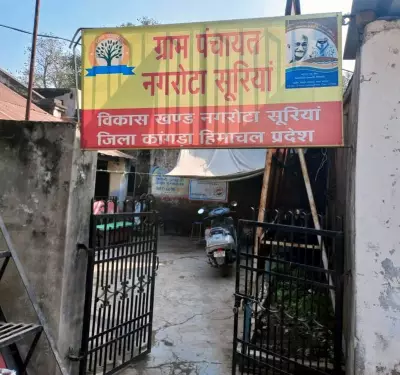 ग्राम पंचायत
नगरोटा सूरियां
विकास खण्ड नगरोटा सूरियां
जिला कांगड़ा हिमाचल प्रदेश